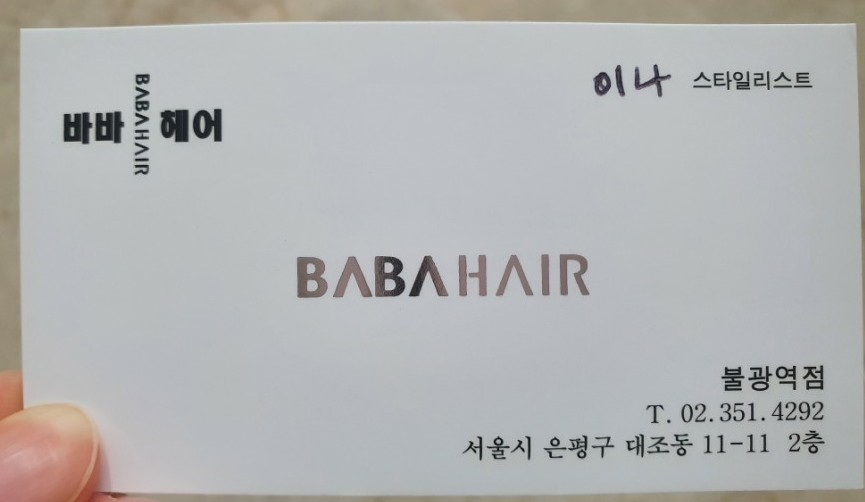 이나 스타일리스트
바바 BABAHAIR 헤어
BABAHAIR
불광역점
T. 02.351.4292
서울시 은평구 대조동 11-11 2층